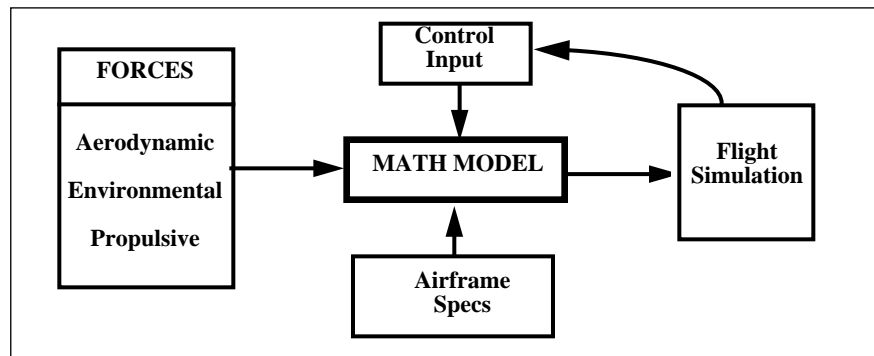 FORCES
Aerodynamic
Environmental
Propulsive
Control
Input
MATH MODEL
Airframe
Specs
Flight
Simulation